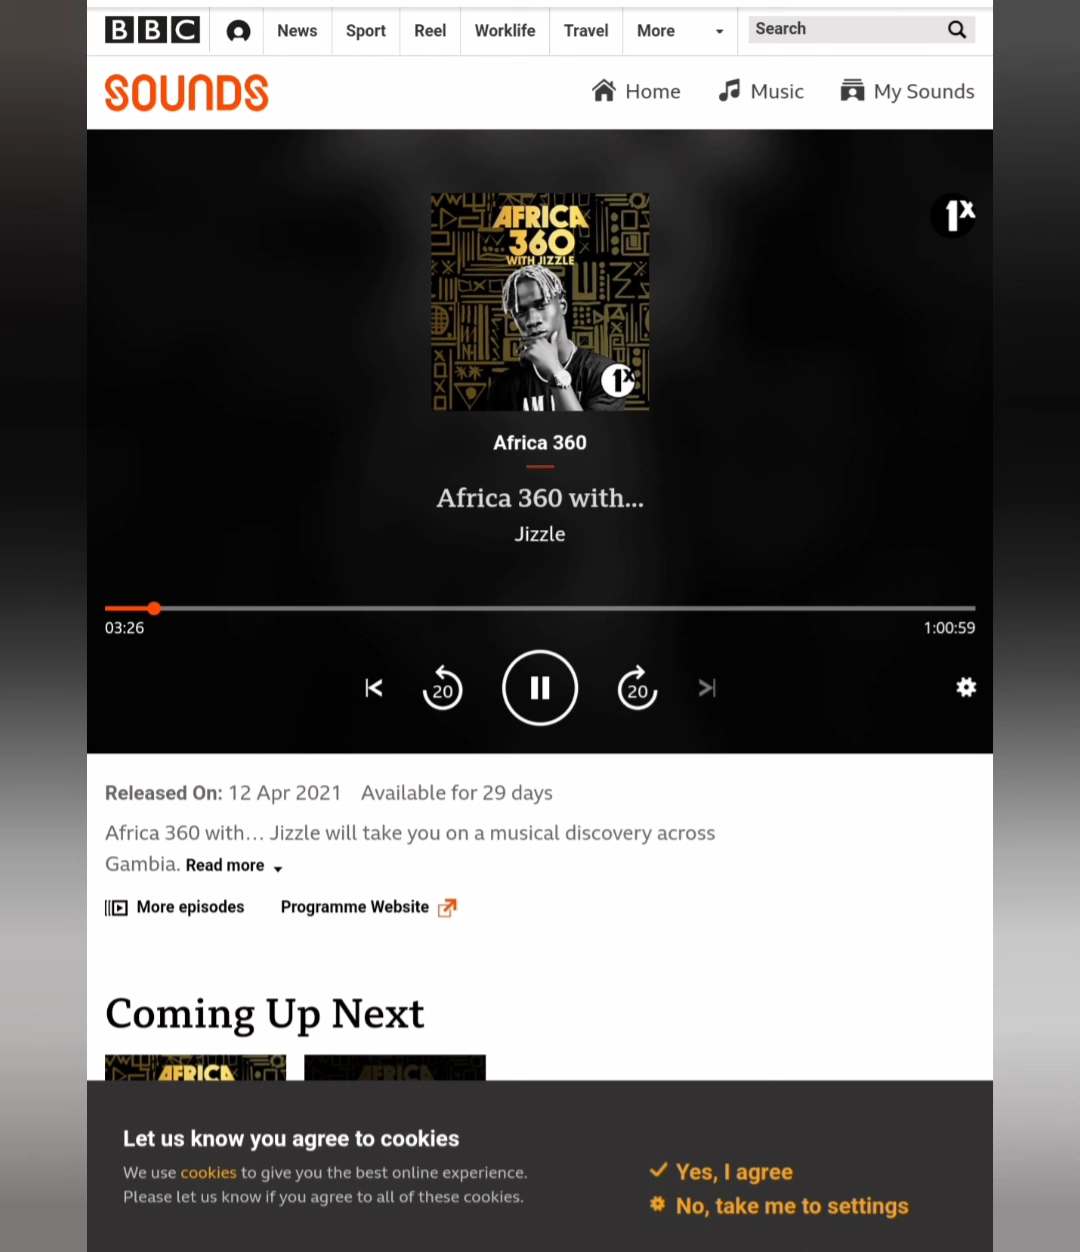 BBC News Sport Reel Worklife Travel More Search
SOUNDS Home Music My Sounds
1X
AFRICA
360
WITH JIZZLE
1X
Africa 360
Africa 360 with...
Jizzle
03:26 1:00:59
20 20
Released On: 12 Apr 2021 Available for 29 days
Africa 360 with... Jizzle will take you on a musical discovery across
Gambia. Read more
More episodes Programme Website
Coming Up Next
AFRICA AFRICA
Let us know you agree to cookies
We use cookies to give you the best online experience.
Please let us know if you agree to all of these cookies.
Yes, I agree
No, take me to settings